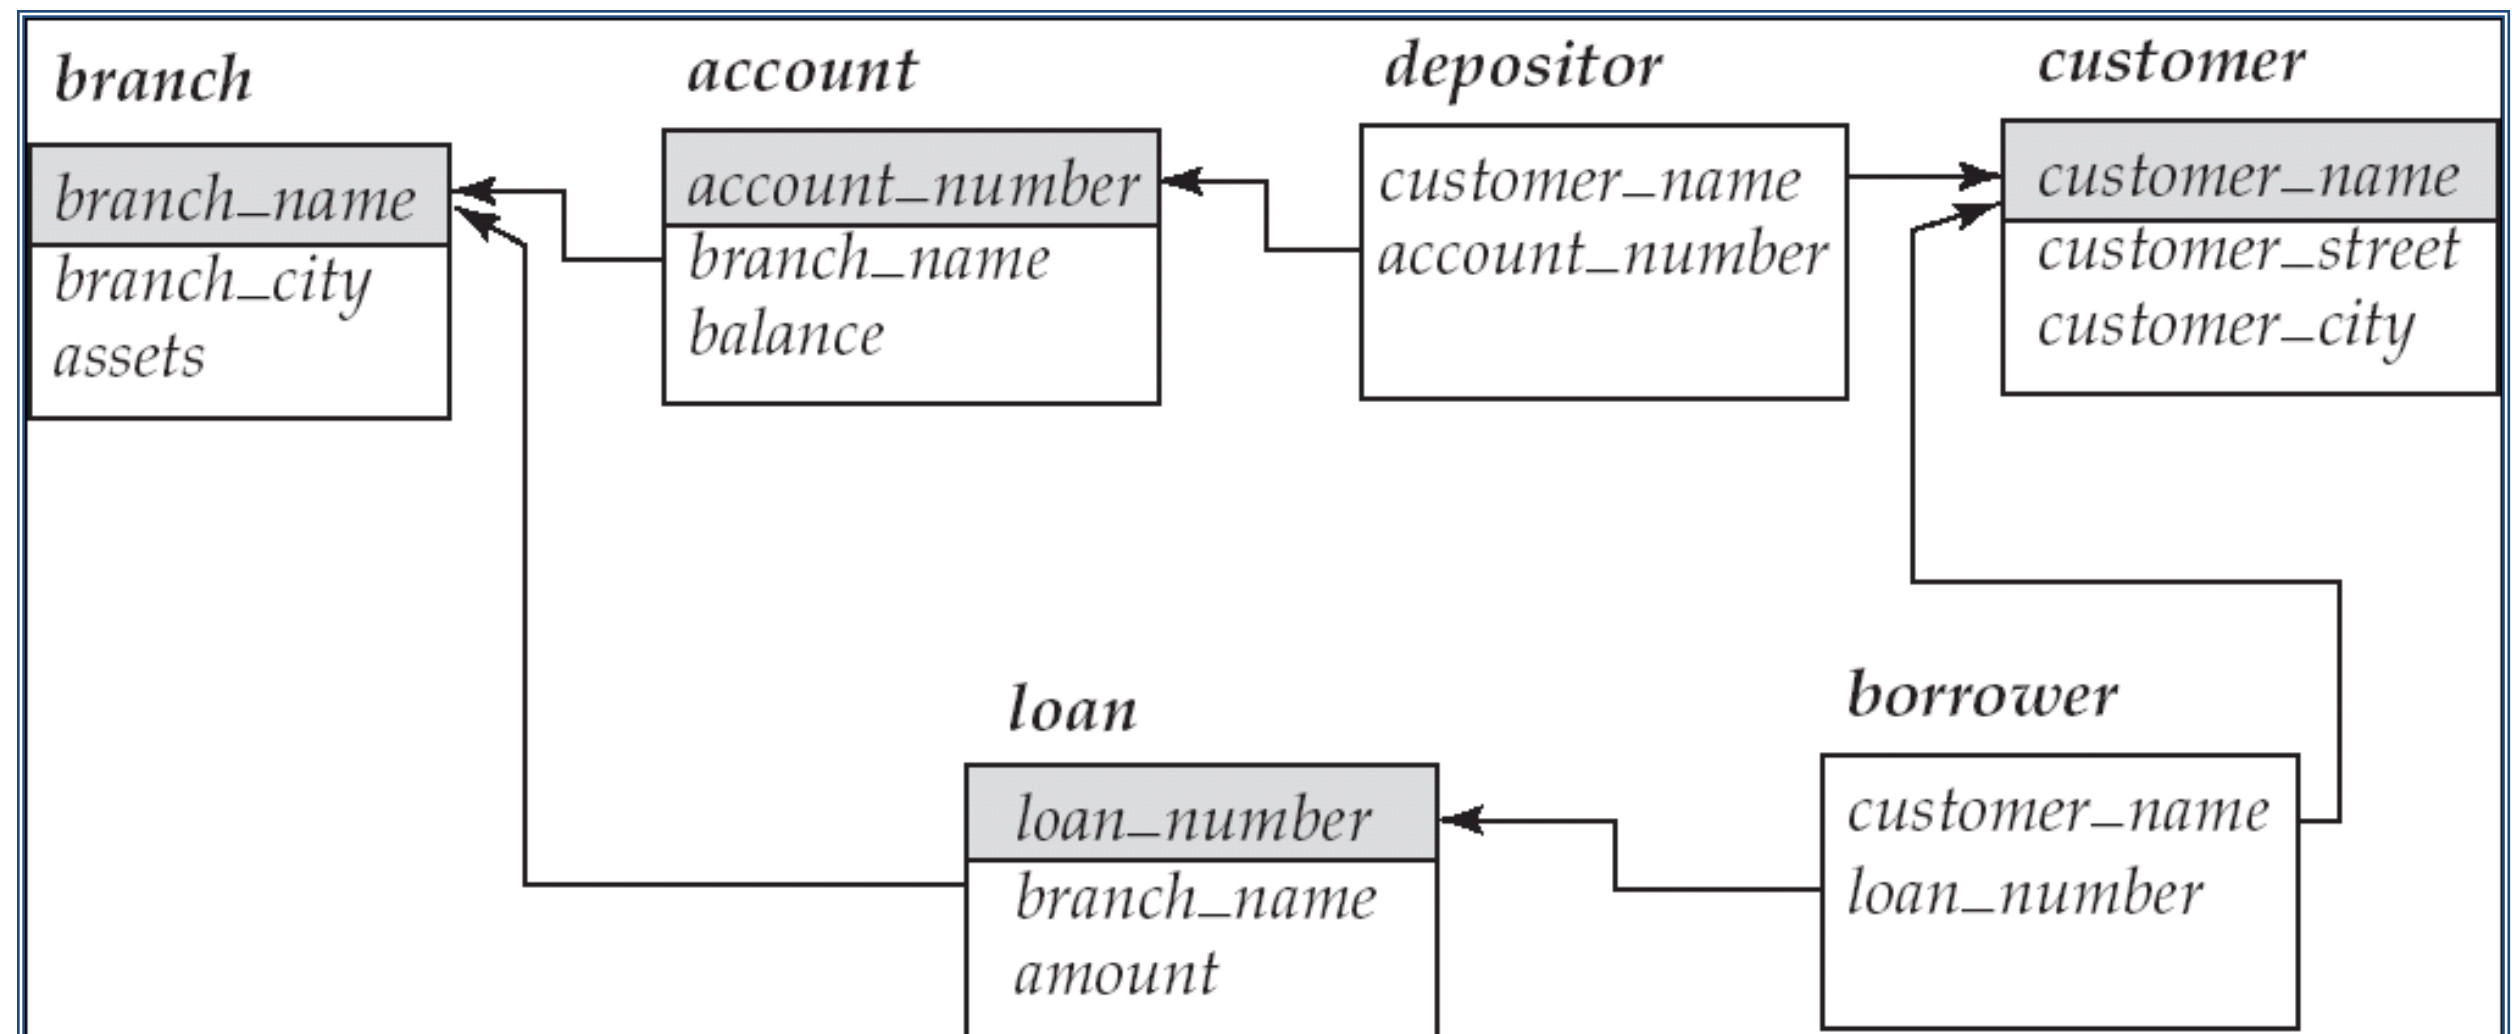 branch
branch_name
branch_city
assets
account
account_number
branch_name
balance
depositor
customer_name
account_number
customer
customer_name
customer_street
customer_city
loan
loan_number
branch_name
amount
borrower
customer_name
loan_number